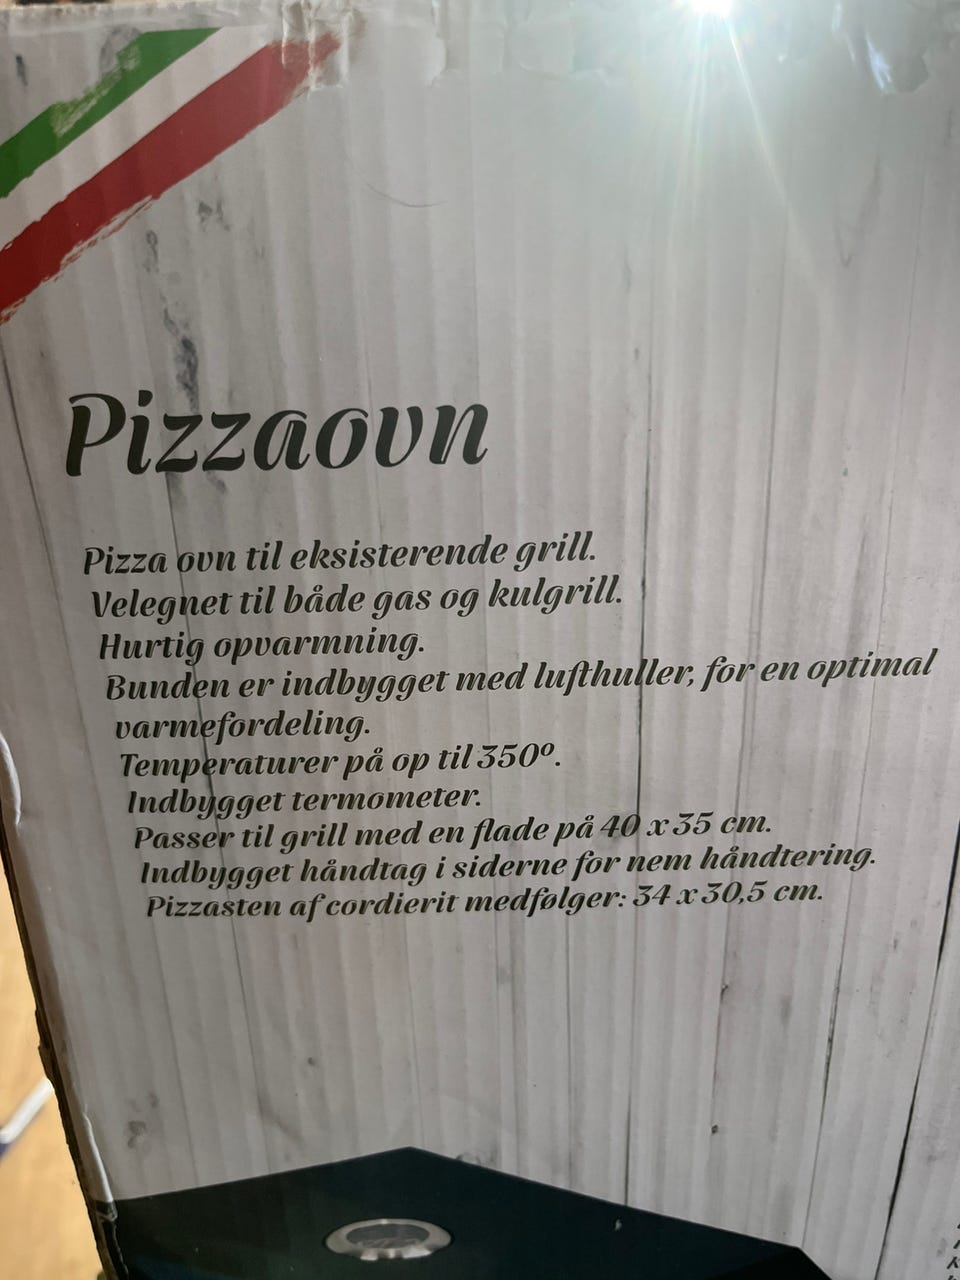 Pizzaovn
Pizza ovn til eksisterende grill.
Velegnet til både gas og kulgrill.
Hurtig opvarmning.
Bunden er indbygget med lufthuller, for en optimal
varmefordeling.
Temperaturer på op til 350º.
Indbygget termometer.
Passer til grill med en flade på 40 x 35 cm.
Indbygget håndtag i siderne for nem håndtering.
Pizzasten af cordierit medfølger: 34 x 30,5 cm.